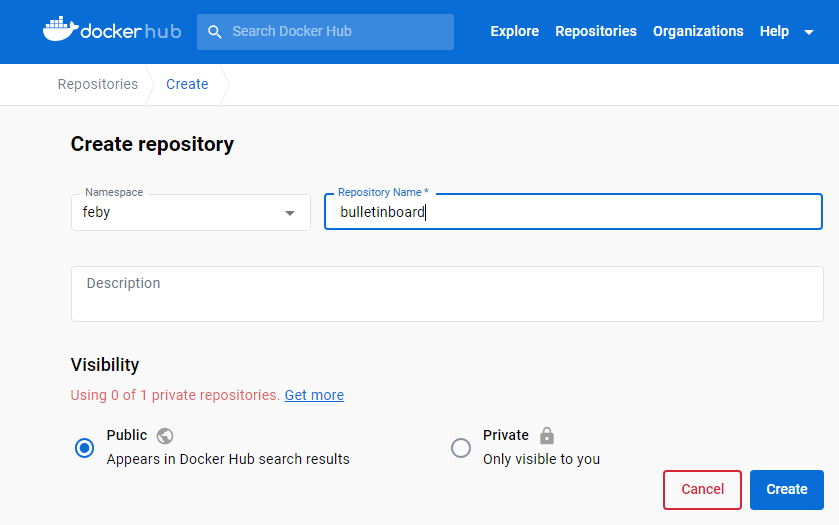 dockerhub Search Docker Hub Explore Repositories Organizations Help
Repositories Create
Create repository
Namespace Repository Name *
feby bulletinboard
Description
Visibility
Using 0 of 1 private repositories. Get more
Public Private
Appears in Docker Hub search results Only visible to you
Cancel Create